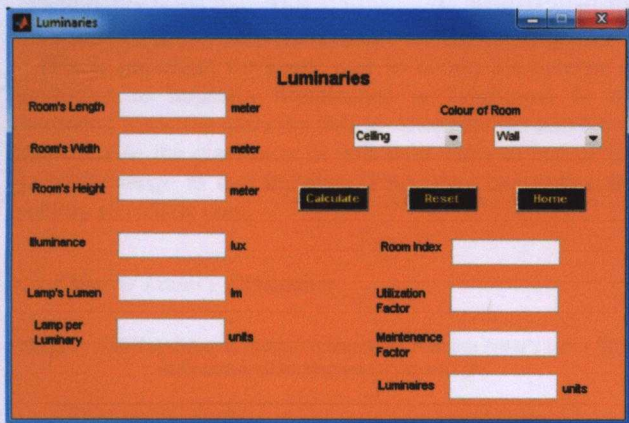 Luminaries
Luminaries
Room's Length meter
Room's Width meter
Room's Height meter
Illuminance lux
Lamp's Lumen lm
Lamp per
Luminary units
Colour of Room
Ceiling Wall
Calculate Reset Home
Room Index
Utilization
Factor
Maintenance
Factor
Luminaires units